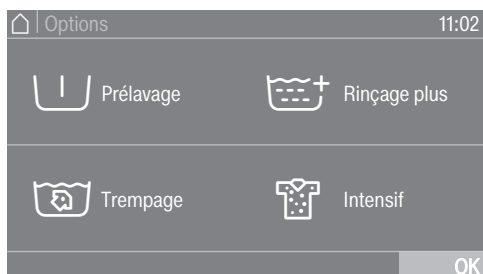 Options 11:02
Prélavage Rinçage plus
Trempage Intensif
OK